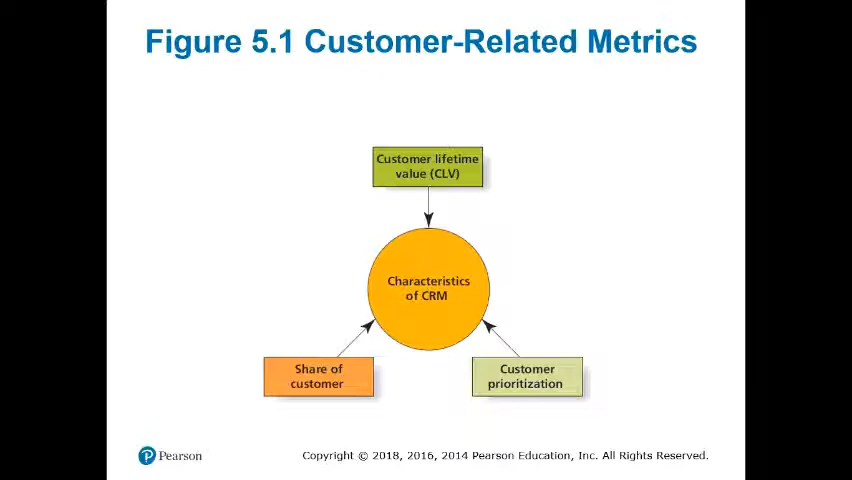 Figure 5.1 Customer-Related Metrics
Customer lifetime
value (CLV)
Characteristics
of CRM
Share of
customer
Customer
prioritization
Pearson
Copyright © 2018, 2016, 2014 Pearson Education, Inc. All Rights Reserved.